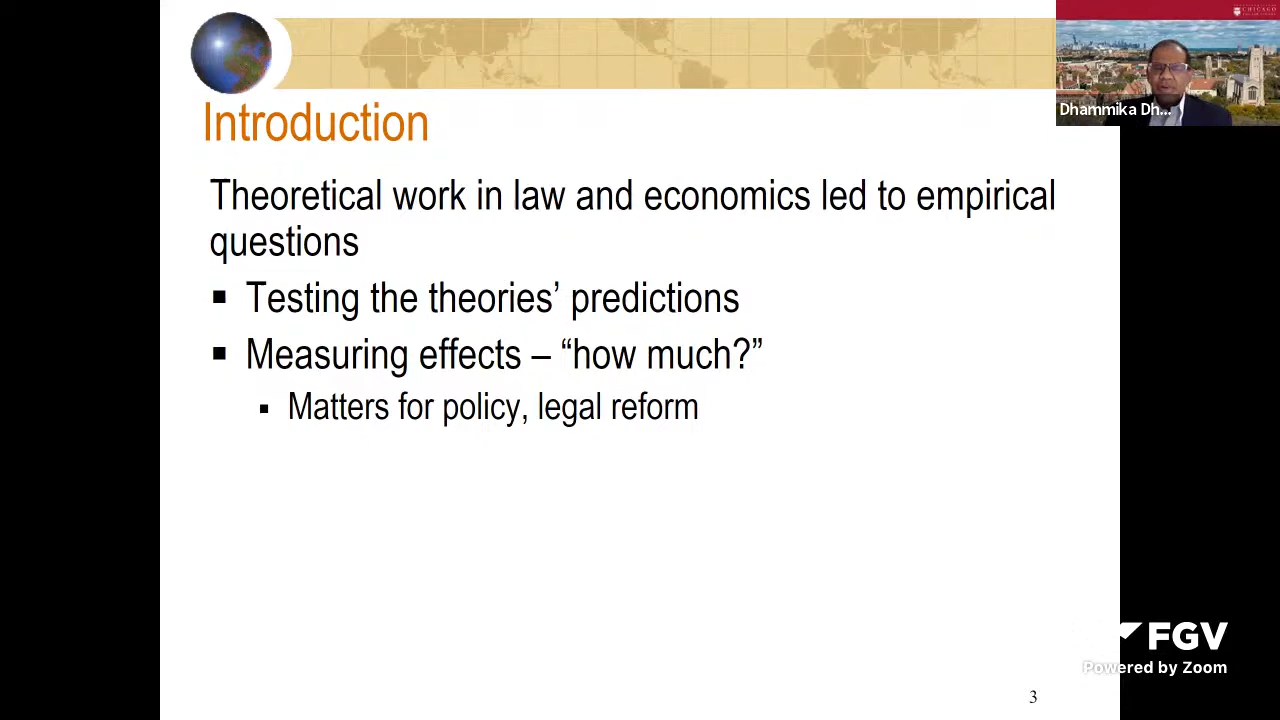 CHICAGO
Dhammika Dh...
Introduction
Theoretical work in law and economics led to empirical
questions
▪ Testing the theories’ predictions
▪ Measuring effects – “how much?”
▪ Matters for policy, legal reform
FGV
Powered by Zoom
3